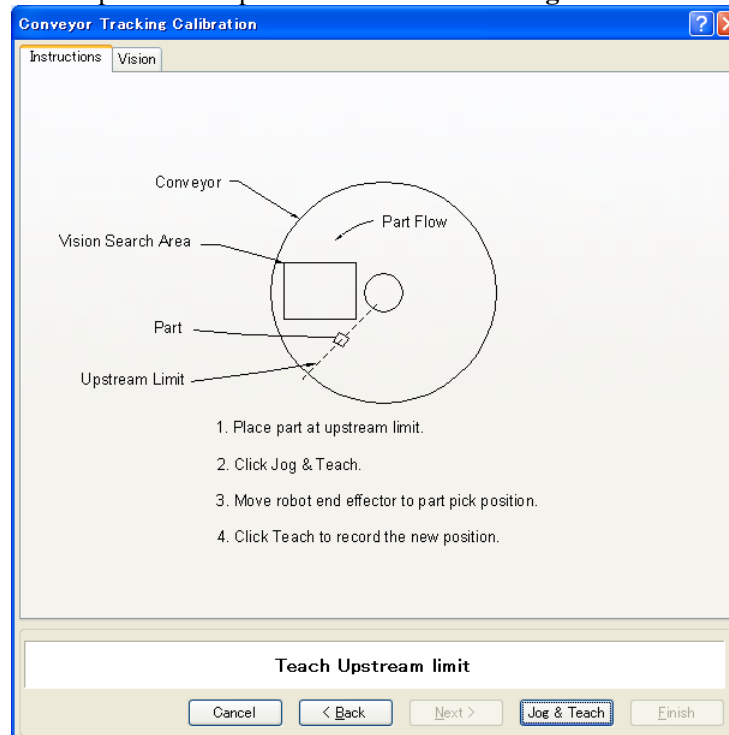 Conveyor Tracking Calibration
Instructions Vision
Conveyor
Part Flow
Vision Search Area
Part
Upstream Limit
1. Place part at upstream limit.
2. Click Jog & Teach.
3. Move robot end effector to part pick position.
4. Click Teach to record the new position.
Teach Upstream limit
Cancel < Back Next > Jog & Teach Finish